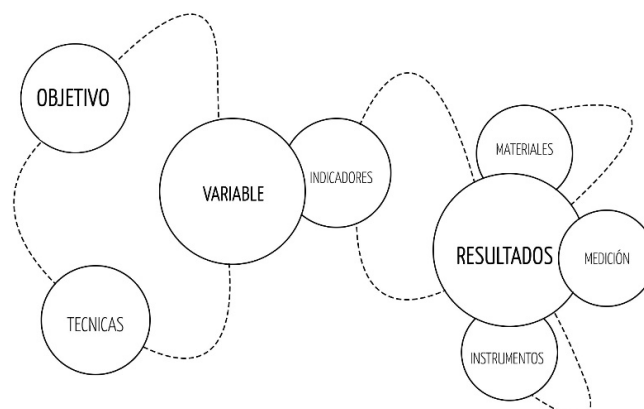 OBJETIVO
VARIABLE
INDICADORES
TECNICAS
MATERIALES
RESULTADOS
MEDICIÓN
INSTRUMENTOS